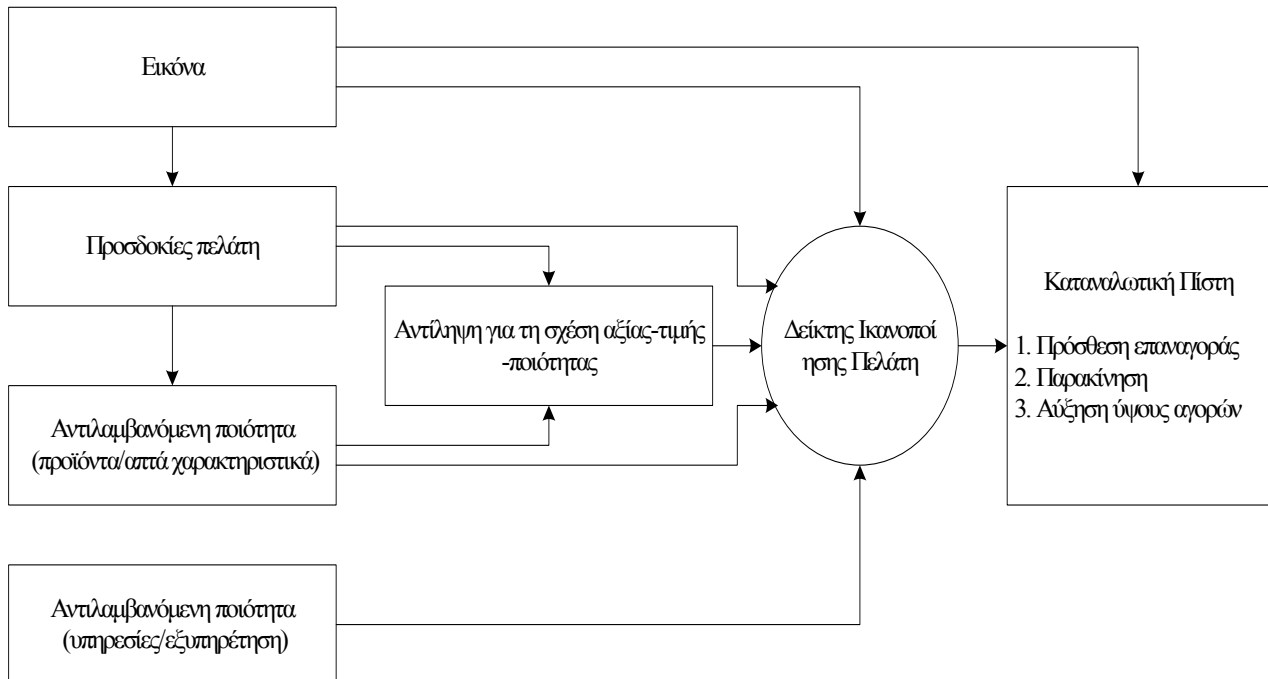 Εικόνα
Προσδοκίες πελάτη
Αντίληψη για τη σχέση αξίας-τιμής
-ποιότητας
Δείκτης Ικανοποί
ησης Πελάτη
Καταναλωτική Πίστη
1. Πρόσθεση επαναγοράς
2. Παρακίνηση
3. Αύξηση ύψους αγορών
Αντιλαμβανόμενη ποιότητα
(προϊόντα/απτά χαρακτηριστικά)
Αντιλαμβανόμενη ποιότητα
(υπηρεσίες/εξυπηρέτηση)